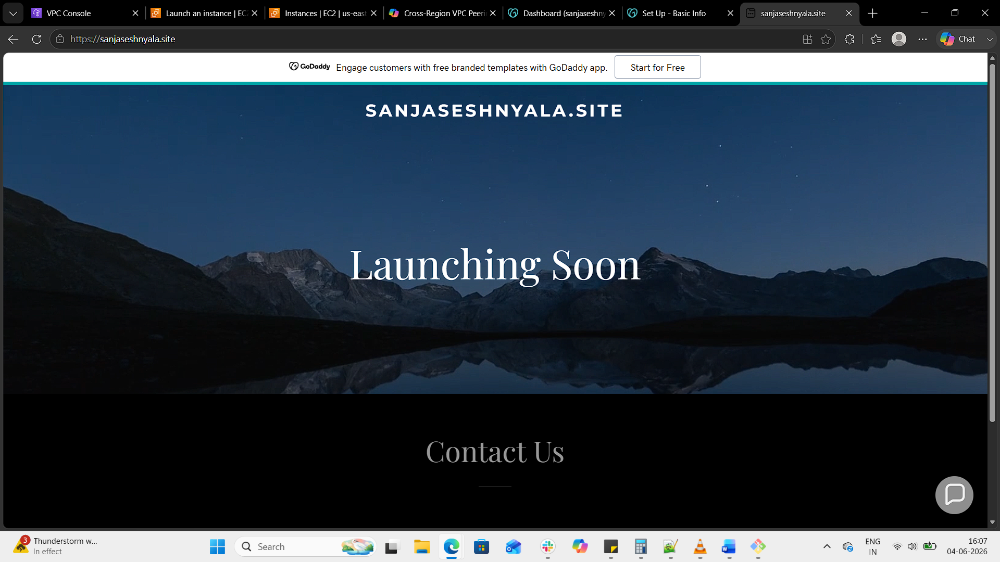 VPC Console
Launch an instance | EC2
Instances | EC2 | us-east
Cross-Region VPC Peeri
Dashboard (sanjaseshny
Set Up - Basic Info
sanjaseshnyala.site
https://sanjaseshnyala.site
Chat
GoDaddy Engage customers with free branded templates with GoDaddy app. Start for Free
SANJASESHNYALA.SITE
Launching Soon
Contact Us
3
Thunderstorm w...
In effect
Search
ENG
IN
16:07
04-06-2026